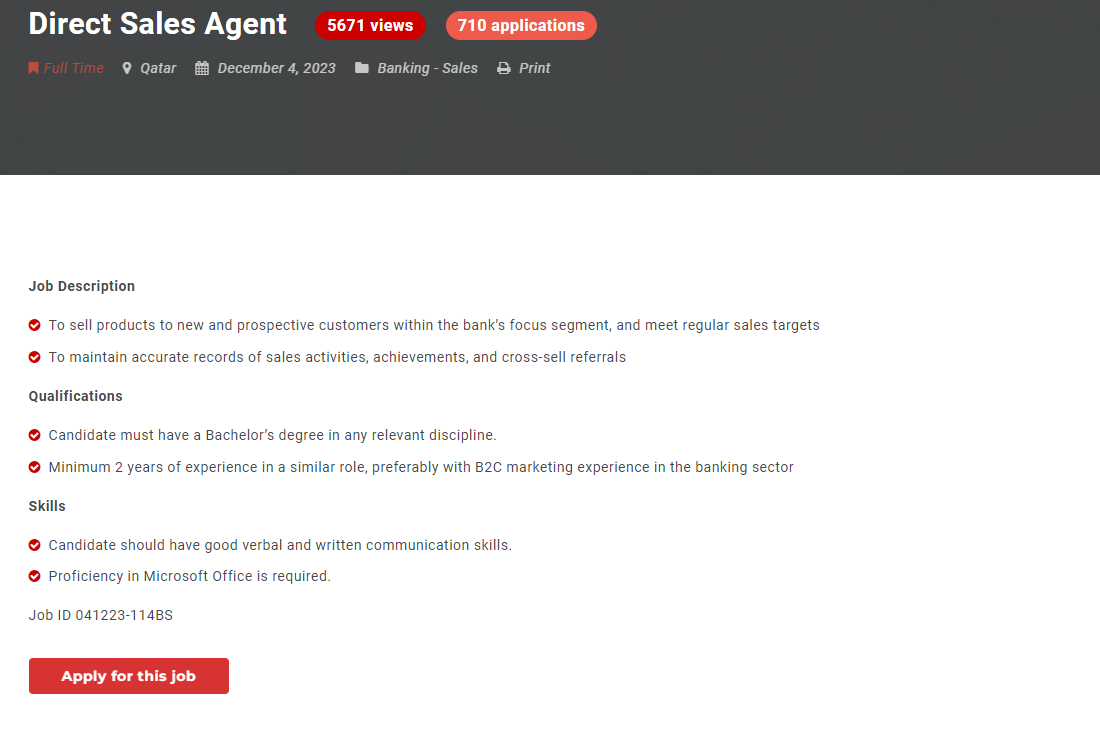 Direct Sales Agent 5671 views 710 applications
Full Time Qatar December 4, 2023 Banking - Sales Print
Job Description
To sell products to new and prospective customers within the bank’s focus segment, and meet regular sales targets
To maintain accurate records of sales activities, achievements, and cross-sell referrals
Qualifications
Candidate must have a Bachelor’s degree in any relevant discipline.
Minimum 2 years of experience in a similar role, preferably with B2C marketing experience in the banking sector
Skills
Candidate should have good verbal and written communication skills.
Proficiency in Microsoft Office is required.
Job ID 041223-114BS
Apply for this job